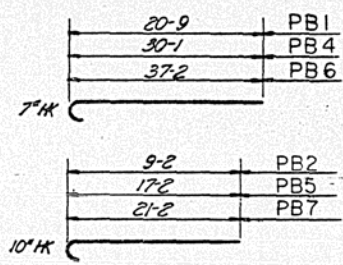 20-9 PB1
30-1 PB4
37-2 PB6
7" HK
9-2 PB2
17-2 PB5
21-2 PB7
10" HK